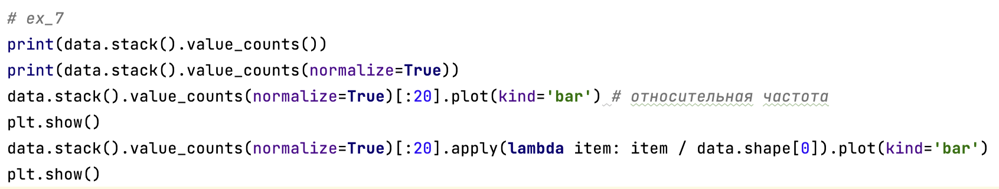 # ex_7
print(data.stack().value_counts())
print(data.stack().value_counts(normalize=True))
data.stack().value_counts(normalize=True)[:20].plot(kind='bar') # относительная частота
plt.show()
data.stack().value_counts(normalize=True)[:20].apply(lambda item: item / data.shape[0]).plot(kind='bar')
plt.show()